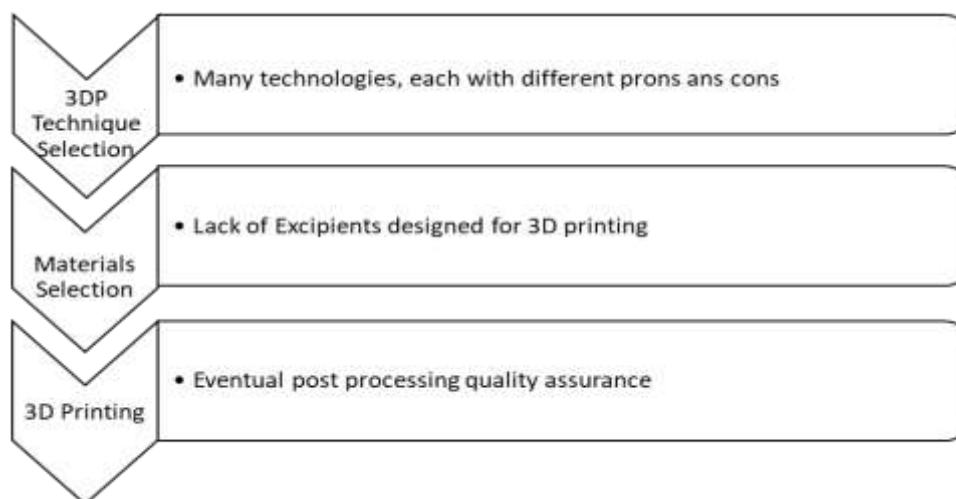 3DP
Technique
Selection
• Many technologies, each with different prons ans cons
Materials
Selection
• Lack of Excipients designed for 3D printing
3D Printing
• Eventual post processing quality assurance